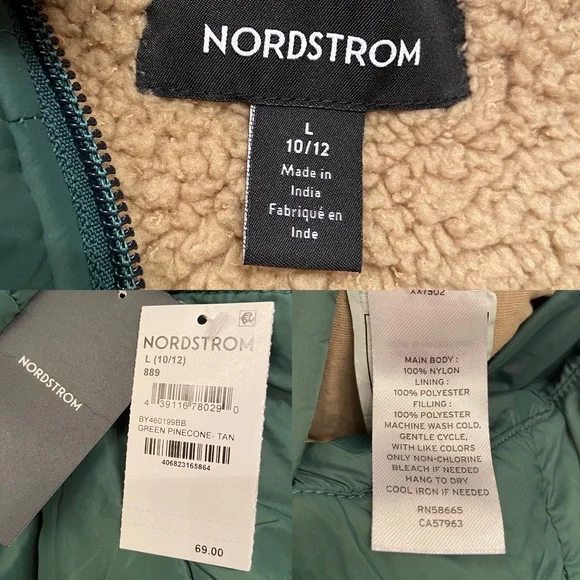 NORDSTROM
L
10/12
Made in
India
Fabriqué en
Inde
NORDSTROM
NORDSTROM
L (10/12)
889
4 39116 78029 0
BY460199BB
GREEN PINECONE- TAN
406823165864
69.00
MAIN BODY :
100% NYLON
LINING :
100% POLYESTER
FILLING :
100% POLYESTER
MACHINE WASH COLD,
GENTLE CYCLE,
WITH LIKE COLORS
ONLY NON-CHLORINE
BLEACH IF NEEDED
HANG TO DRY
COOL IRON IF NEEDED
RN58665
CA57963